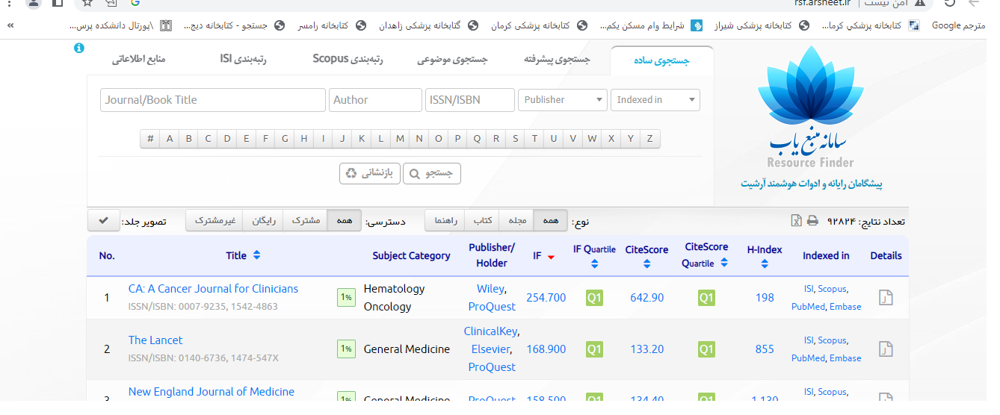 امن نیست | rsf.arsheet.ir
مترجم Google
کتابخانه پزشکي کرما...
کتابخانه پزشکی شیراز
شرایط وام مسکن یکم...
کتابخانه پزشکی کرمان
گتابخانه پزشکی زاهدان
کتابخانه رامسر
جستجو - کتابخانه دیج...
\پورتال دانشکده پرس...
»
جستجوی ساده
جستجوی پیشرفته
جستجوی موضوعی
رتبه‌بندی Scopus
رتبه‌بندی ISI
منابع اطلاعاتی
Journal/Book Title
Author
ISSN/ISBN
Publisher
Indexed in
# A B C D E F G H I J K L M N O P Q R S T U V W X Y Z
جستجو
بازنشانی
سامانه منبع یاب
Resource Finder
پیشگامان رایانه و ادوات هوشمند آرشیت
تعداد نتایج: ۹۲۸۲۴
نوع: همه مجله کتاب راهنما
دسترسی: همه مشترک رایگان غیرمشترک
تصویر جلد:
No. Title Subject Category Publisher/ Holder IF IF Quartile CiteScore CiteScore Quartile H-Index Indexed in Details
1 CA: A Cancer Journal for Clinicians
ISSN/ISBN: 0007-9235, 1542-4863
1%
Hematology
Oncology
Wiley,
ProQuest
254.700 Q1 642.90 Q1 198
ISI, Scopus,
PubMed, Embase
2 The Lancet
ISSN/ISBN: 0140-6736, 1474-547X
1%
General Medicine
ClinicalKey,
Elsevier,
ProQuest
168.900 Q1 133.20 Q1 855
ISI, Scopus,
PubMed, Embase
3 New England Journal of Medicine
1%
General Medicine
ProQuest
158.500 Q1 134.40 Q1 1,130
ISI, Scopus,